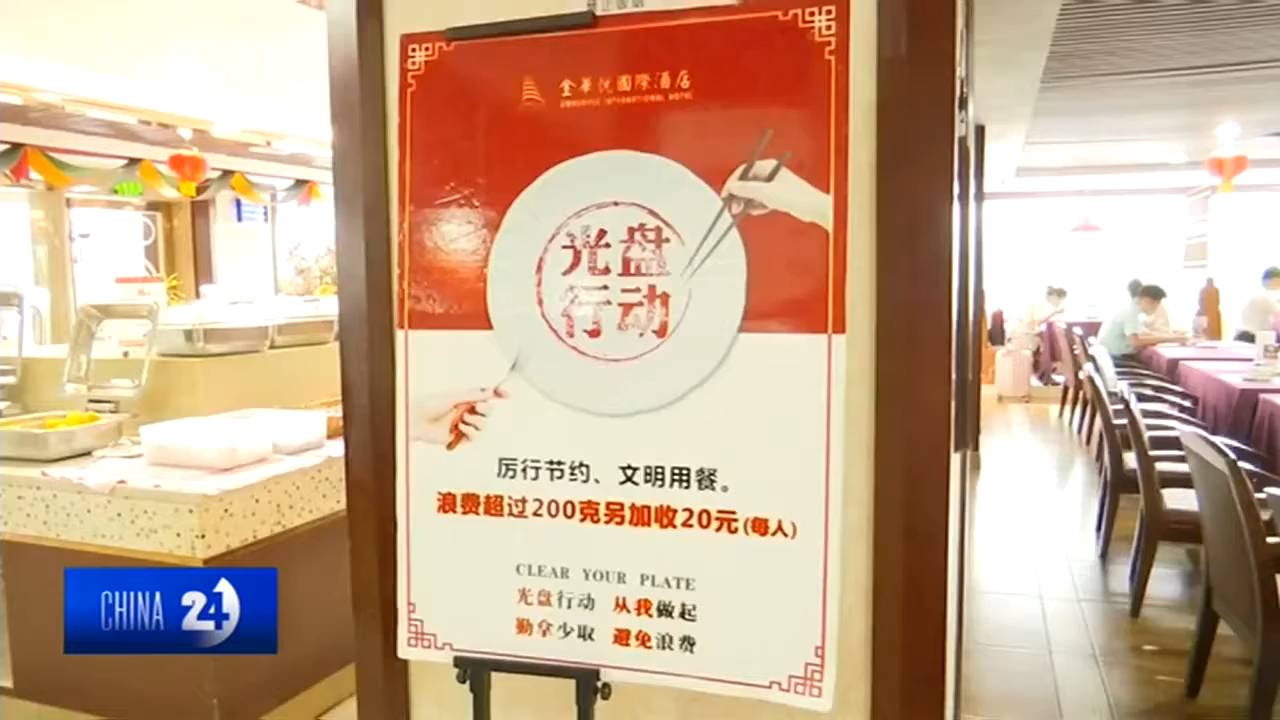 金華悦國際酒店
光盘
行动
厉行节约、文明用餐。
浪费超过200克另加收20元(每人)
CLEAR YOUR PLATE
光盘行动 从我做起
勤拿少取 避免浪费
CHINA 24